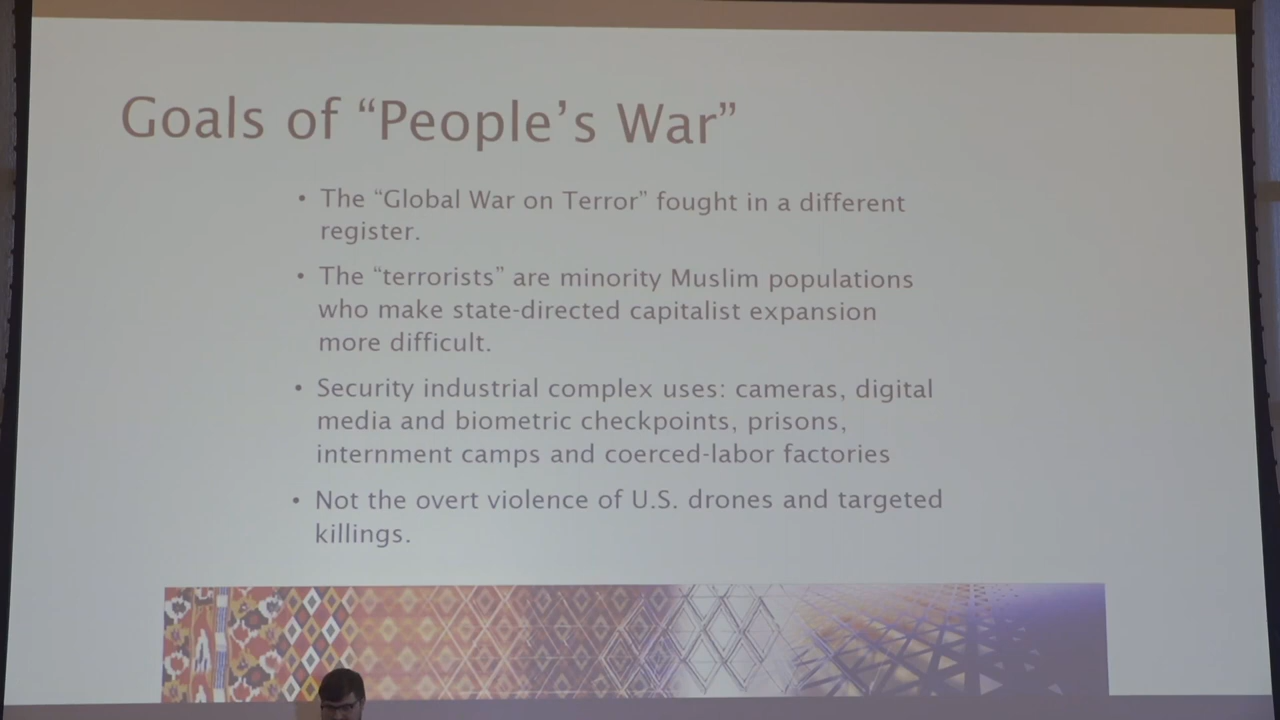 Goals of “People’s War”
• The “Global War on Terror” fought in a different
register.
• The “terrorists” are minority Muslim populations
who make state-directed capitalist expansion
more difficult.
• Security industrial complex uses: cameras, digital
media and biometric checkpoints, prisons,
internment camps and coerced-labor factories
• Not the overt violence of U.S. drones and targeted
killings.